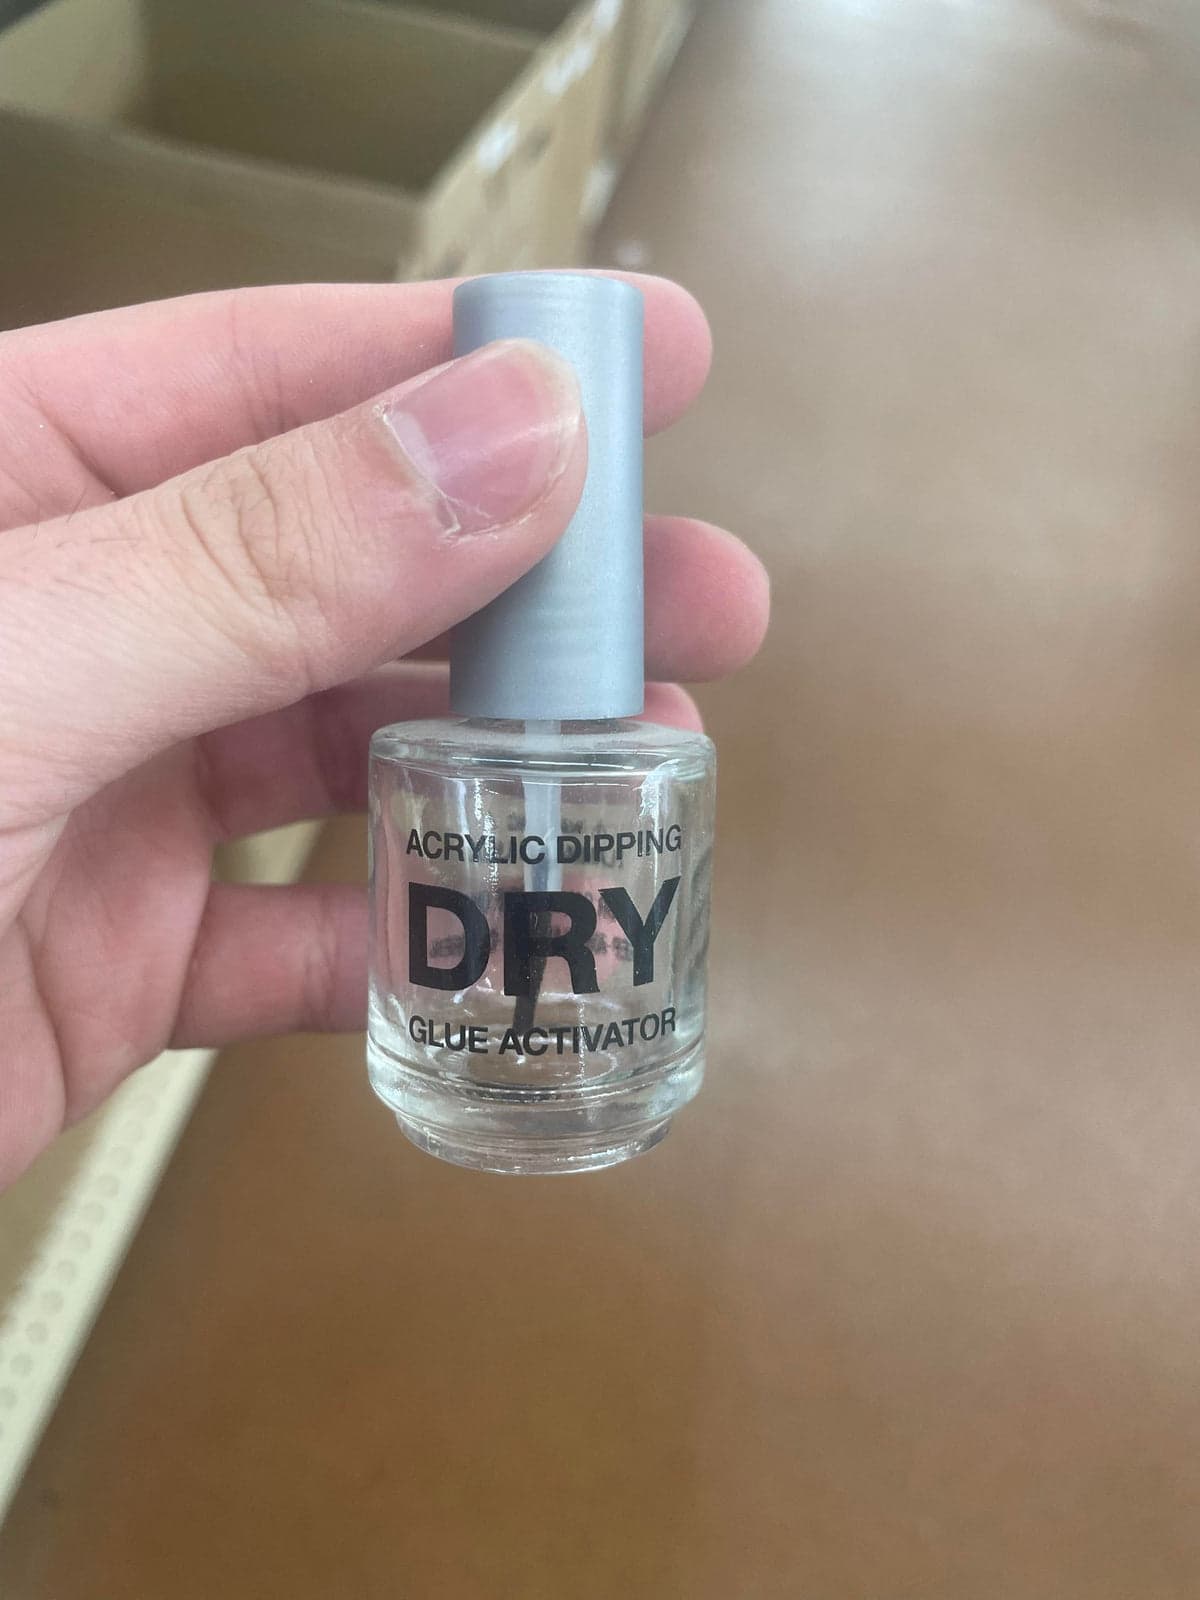 ACRYLIC DIPPING
DRY
GLUE ACTIVATOR